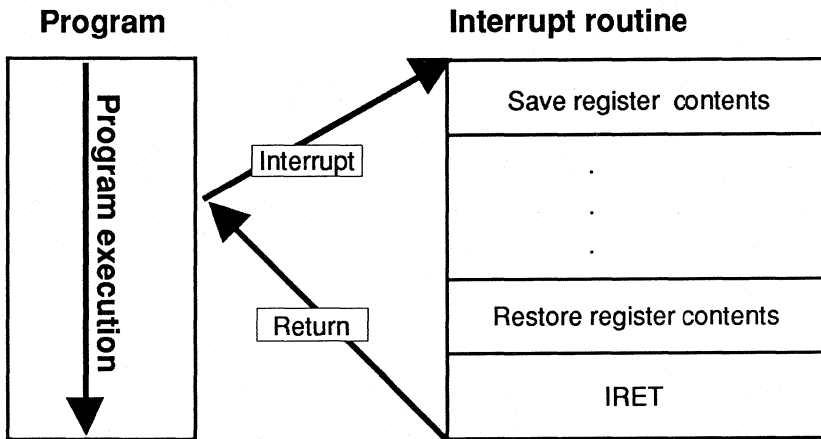 Program
Interrupt routine
Program execution
Interrupt
Return
Save register contents
.
.
.
Restore register contents
IRET